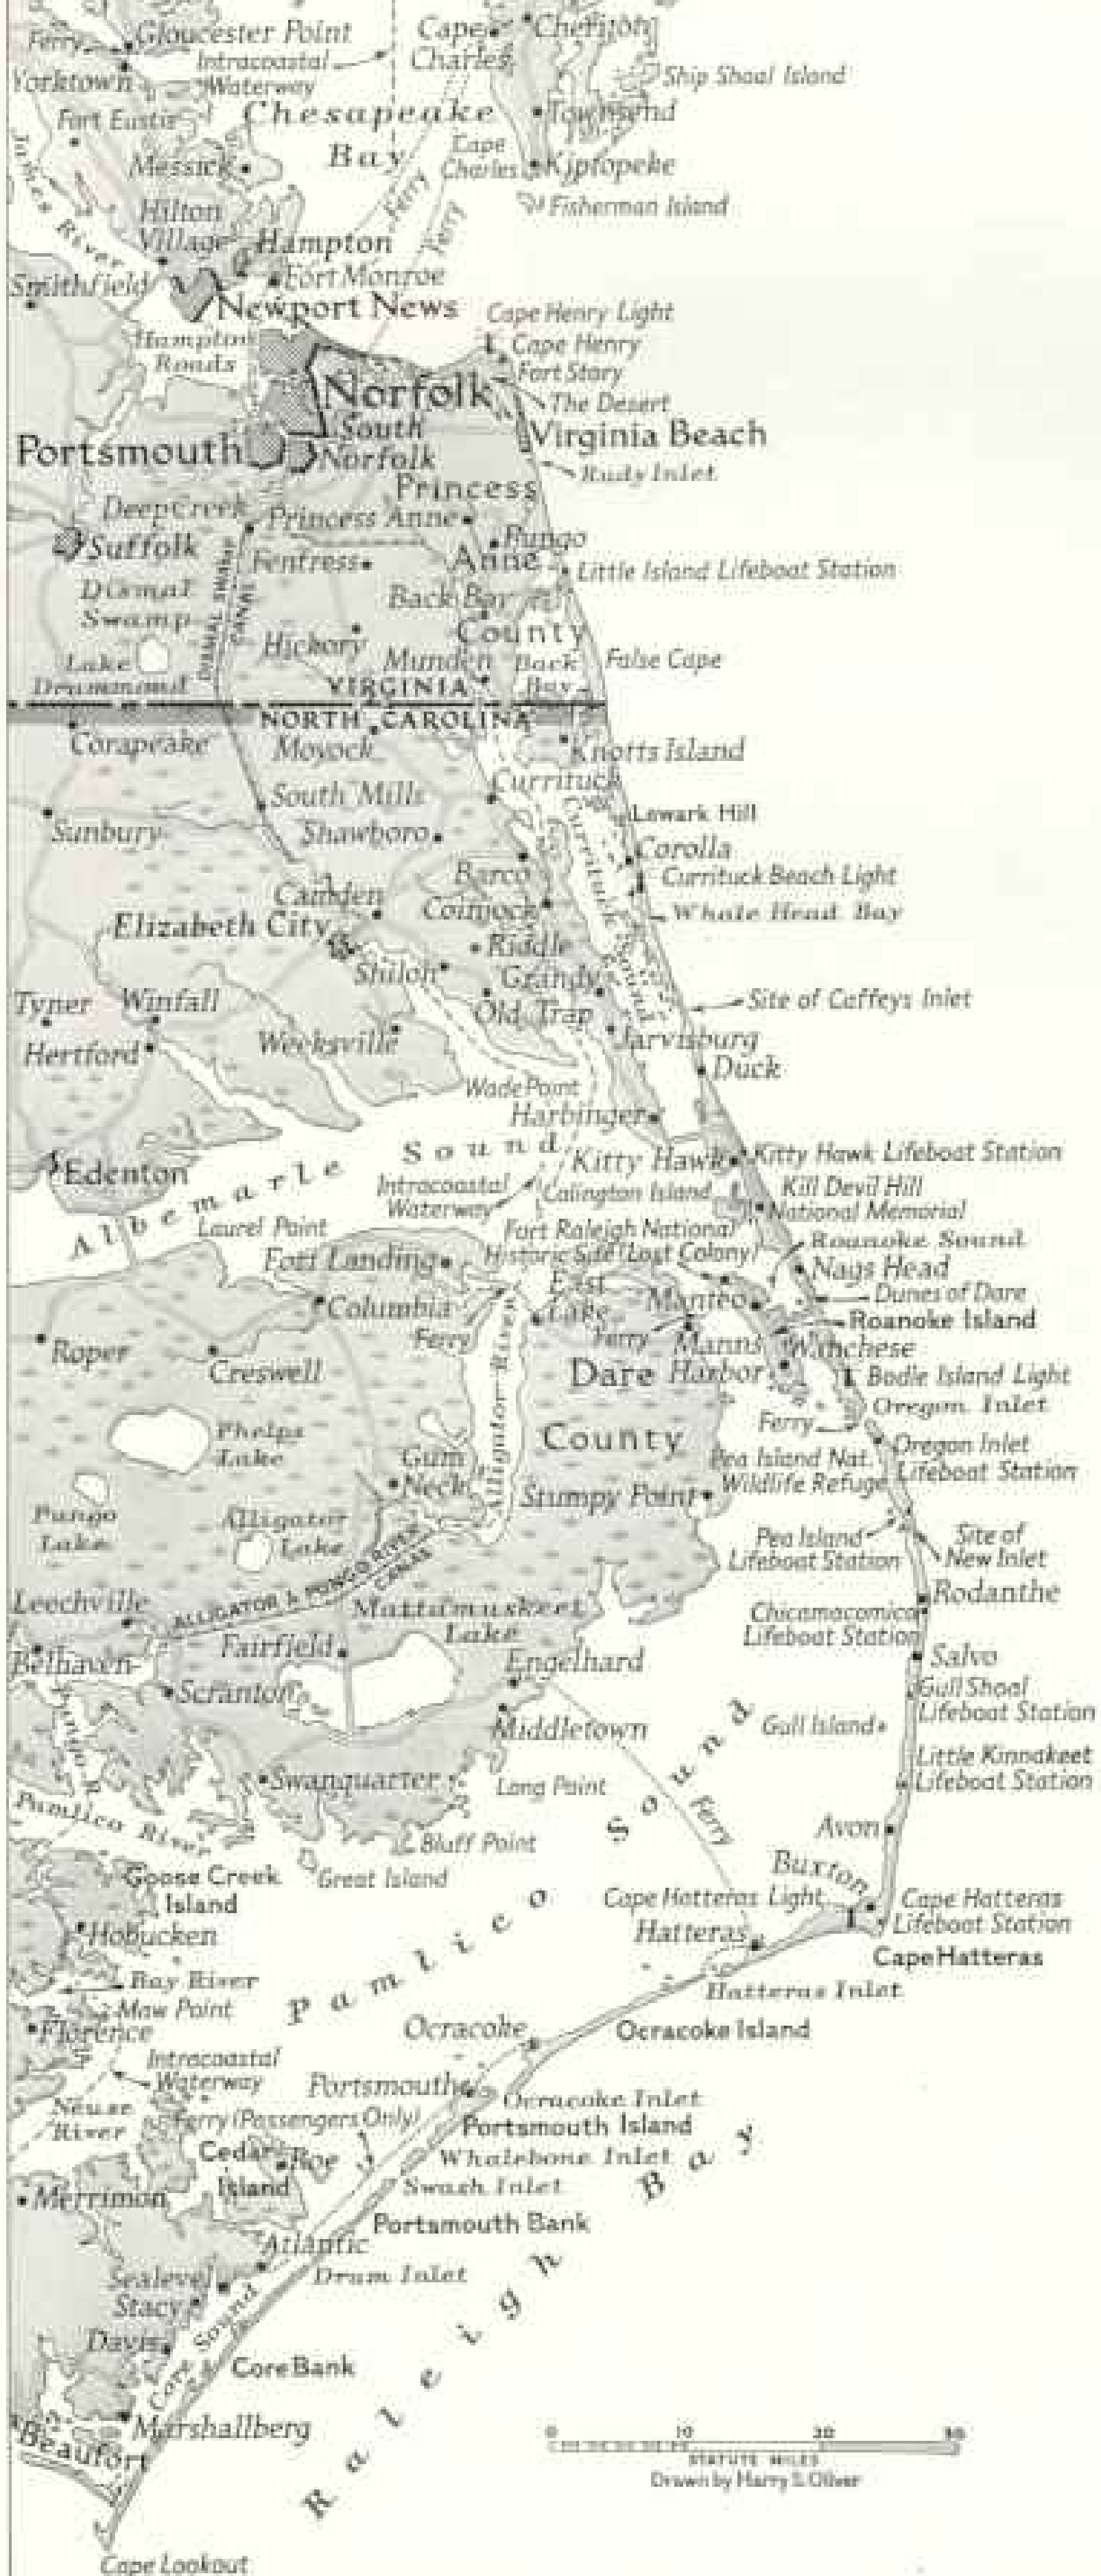 Ferry
Gloucester Point
Cape
Charles
Cheriton
Intracoastal
Waterway
Yorktown
Ship Shoal Island
Chesapeake
Bay
Fort Eustis
Townsend
James River
Messick
Cape
Charles
Kiptopeke
Hilton
Village
Ferry
Ferry
Fisherman Island
Hampton
Smithfield
Fort Monroe
Newport News
Cape Henry Light
Hampton
Roads
Cape Henry
Fort Story
Norfolk
The Desert
South
Norfolk
Virginia Beach
Portsmouth
Rudy Inlet
Princess
Anne
County
Deep Creek
Princess Anne
Pungo
Suffolk
Fentress
Little Island Lifeboat Station
Dismal
Swamp
DISMAL SWAMP
CANAL
Back Bay
Hickory
Lake
Drummond
Munden
Back
Bay
False Cape
VIRGINIA
NORTH CAROLINA
Corapeake
Moyock
Knotts Island
Currituck
South Mills
Lewark Hill
Sunbury
Shawboro
Corolla
Currituck Sound
Barco
Currituck Beach Light
Camden
Coinjock
Whale Head Bay
Elizabeth City
Riddle
Shiloh
Grandy
Tyner
Winfall
Old Trap
Site of Caffeys Inlet
Hertford
Weeksville
Jarvisburg
Duck
Wade Point
Harbinger
Albemarle Sound
Edenton
Kitty Hawk
Kitty Hawk Lifeboat Station
Intracoastal
Waterway
Colington Island
Kill Devil Hill
National Memorial
Laurel Point
Fort Raleigh National
Historic Site (Lost Colony)
Roanoke Sound
Fort Landing
Nags Head
East
Lake
Columbia
Manteo
Dunes of Dare
Ferry
Ferry
Roanoke Island
Roper
Manns
Harbor
Wanchese
Creswell
Dare
County
Bodie Island Light
Alligator River
Oregon Inlet
Phelps
Lake
Ferry
Gum
Neck
Pea Island Nat.
Wildlife Refuge
Oregon Inlet
Lifeboat Station
Stumpy Point
Pungo
Lake
Alligator
Lake
Pea Island
Lifeboat Station
Site of
New Inlet
ALLIGATOR & PUNGO RIVER
CANAL
Leechville
Rodanthe
Mattamuskeet
Lake
Chicamacomico
Lifeboat Station
Fairfield
Belhaven
Engelhard
Salvo
Scranton
Gull Shoal
Lifeboat Station
Pungo R.
Middletown
Gull Island
Swanquarter
Long Point
Little Kinnakeet
Lifeboat Station
Pamlico River
Ferry
Avon
Bluff Point
Goose Creek
Island
Great Island
Buxton
Cape Hatteras Light
Cape Hatteras
Lifeboat Station
Hobucken
Hatteras
Cape Hatteras
Pamlico Sound
Bay River
Maw Point
Hatteras Inlet
Florence
Ocracoke
Ocracoke Island
Intracoastal
Waterway
Portsmouth
Neuse
River
Ocracoke Inlet
Ferry (Passengers Only)
Portsmouth Island
Cedar
Island
Roe
Whalebone Inlet
Swash Inlet
Merrimon
Portsmouth Bank
Atlantic
Drum Inlet
Sealevel
Stacy
Core Sound
Davis
Core Bank
Raleigh Bay
Marshallberg
Beaufort
0 10 20 30
STATUTE MILES
Drawn by Harry S. Oliver
Cape Lookout